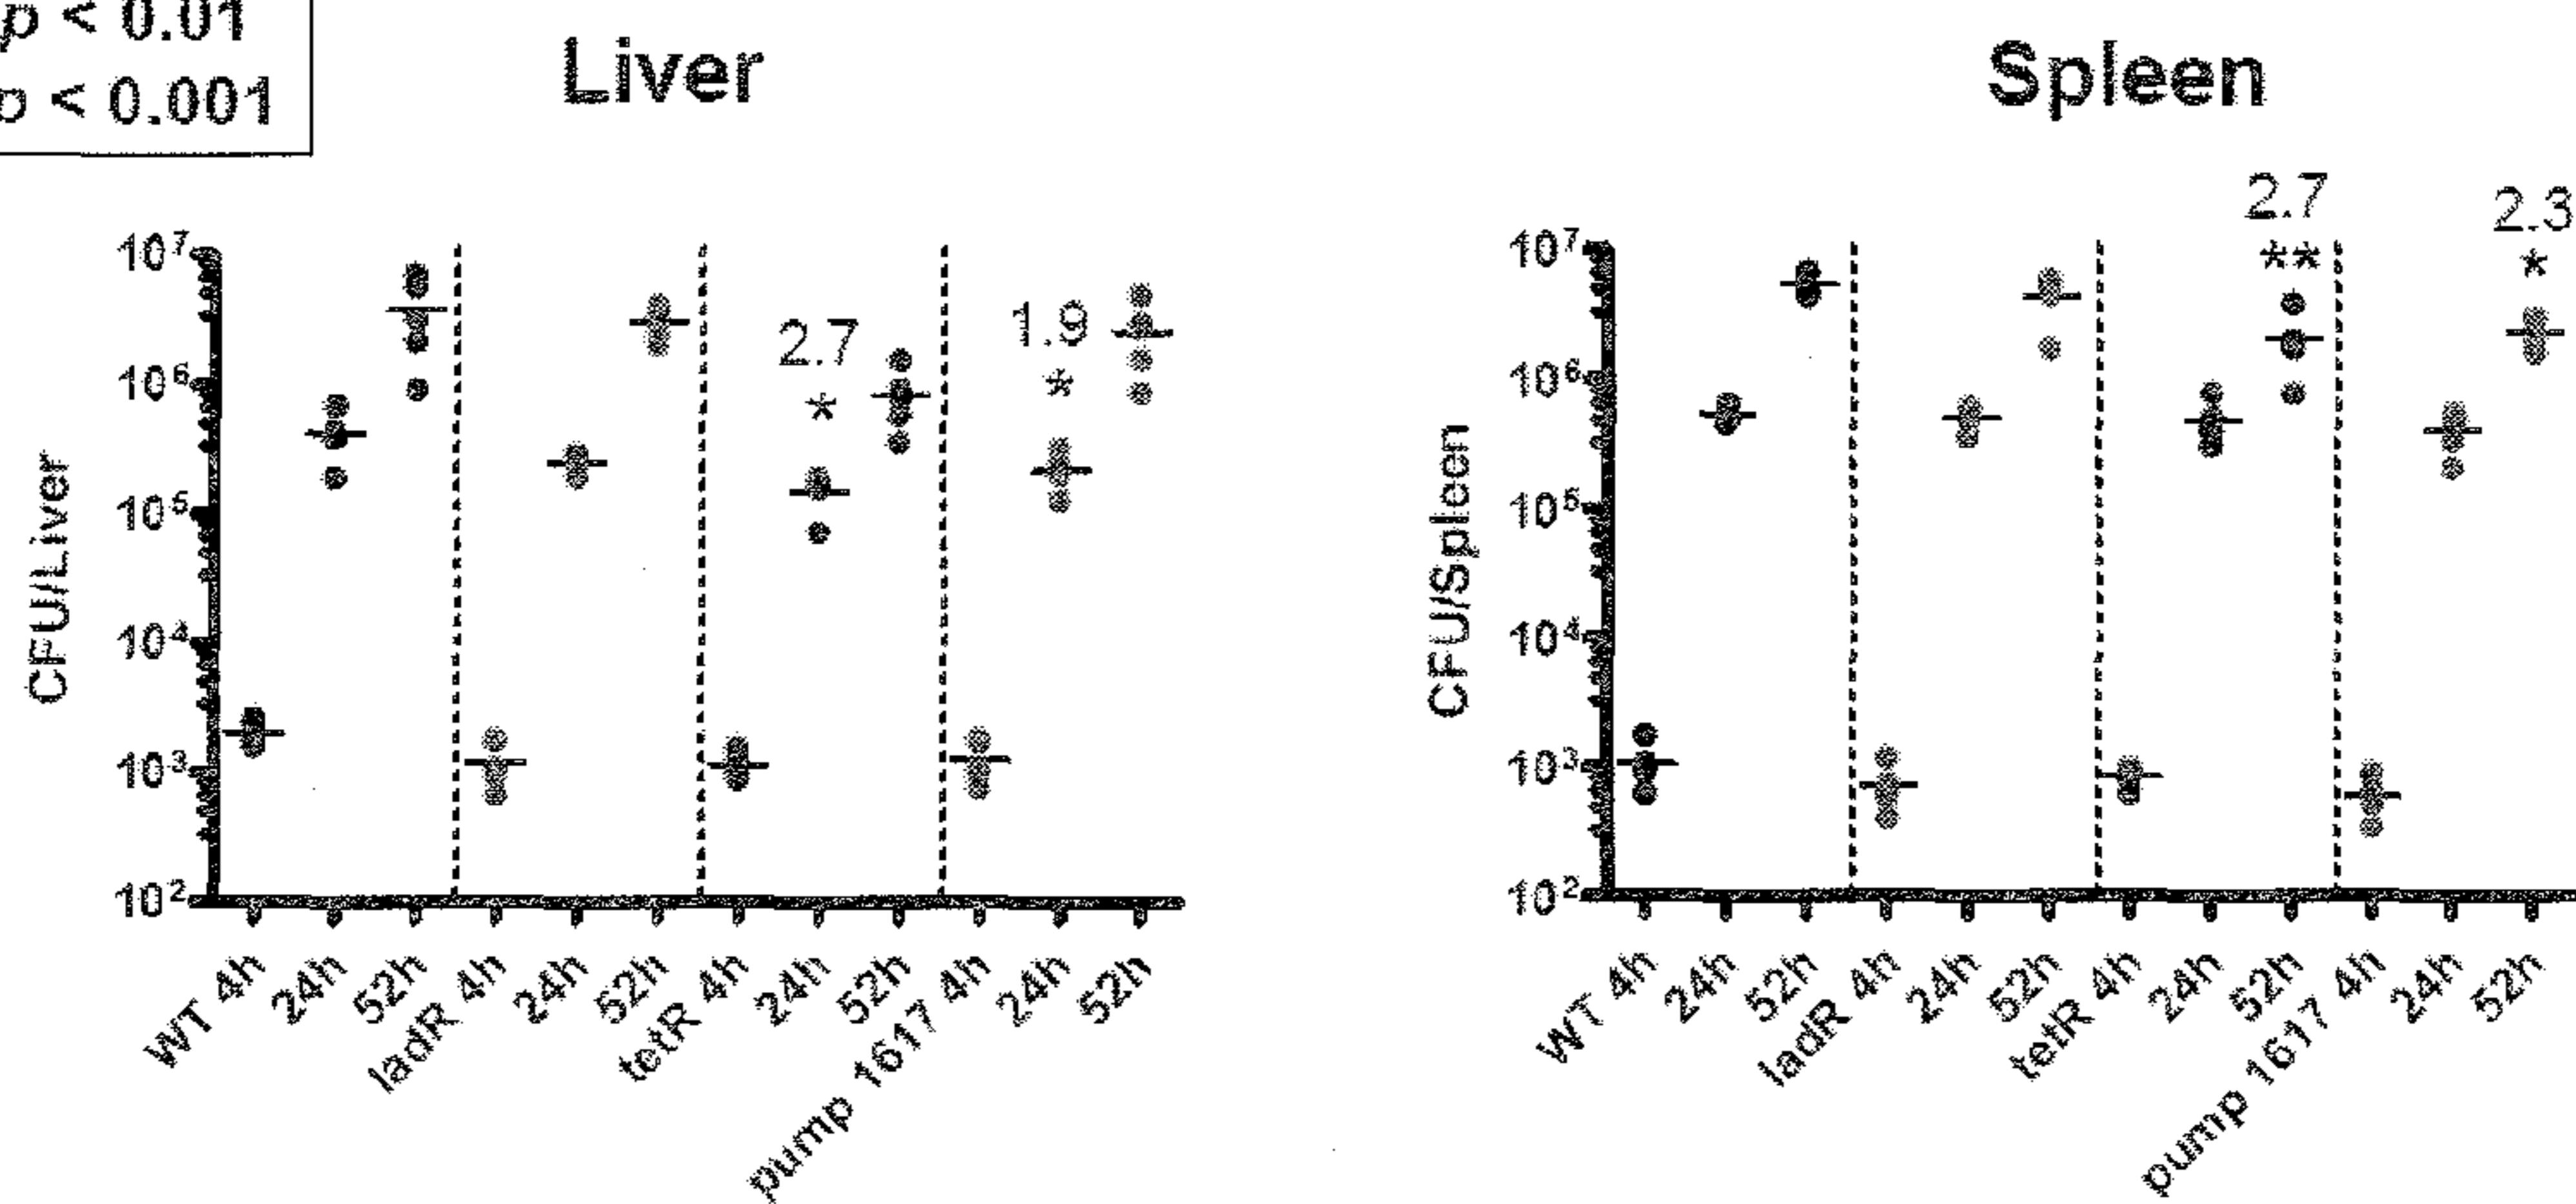 p < 0.01
p < 0.001
Liver
Spleen
CFU/Liver
10⁷
10⁶
10⁵
10⁴
10³
10²
2.7
*
1.9
*
WT 4h
24h
52h
ladR 4h
24h
52h
tetR 4h
24h
52h
pump 1617 4h
24h
52h
CFU/Spleen
10⁷
10⁶
10⁵
10⁴
10³
10²
2.7
**
2.3
*
WT 4h
24h
52h
ladR 4h
24h
52h
tetR 4h
24h
52h
pump 1617 4h
24h
52h